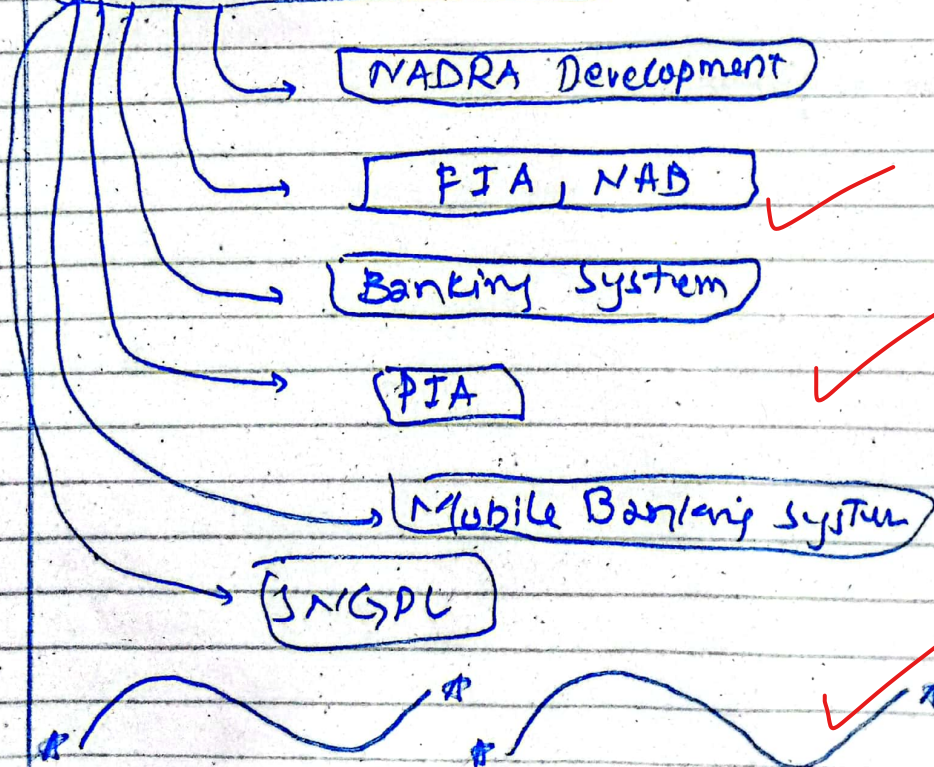 NADRA Development
FIA, NAB
Banking System
PIA
Mobile Banking system
SNGPL